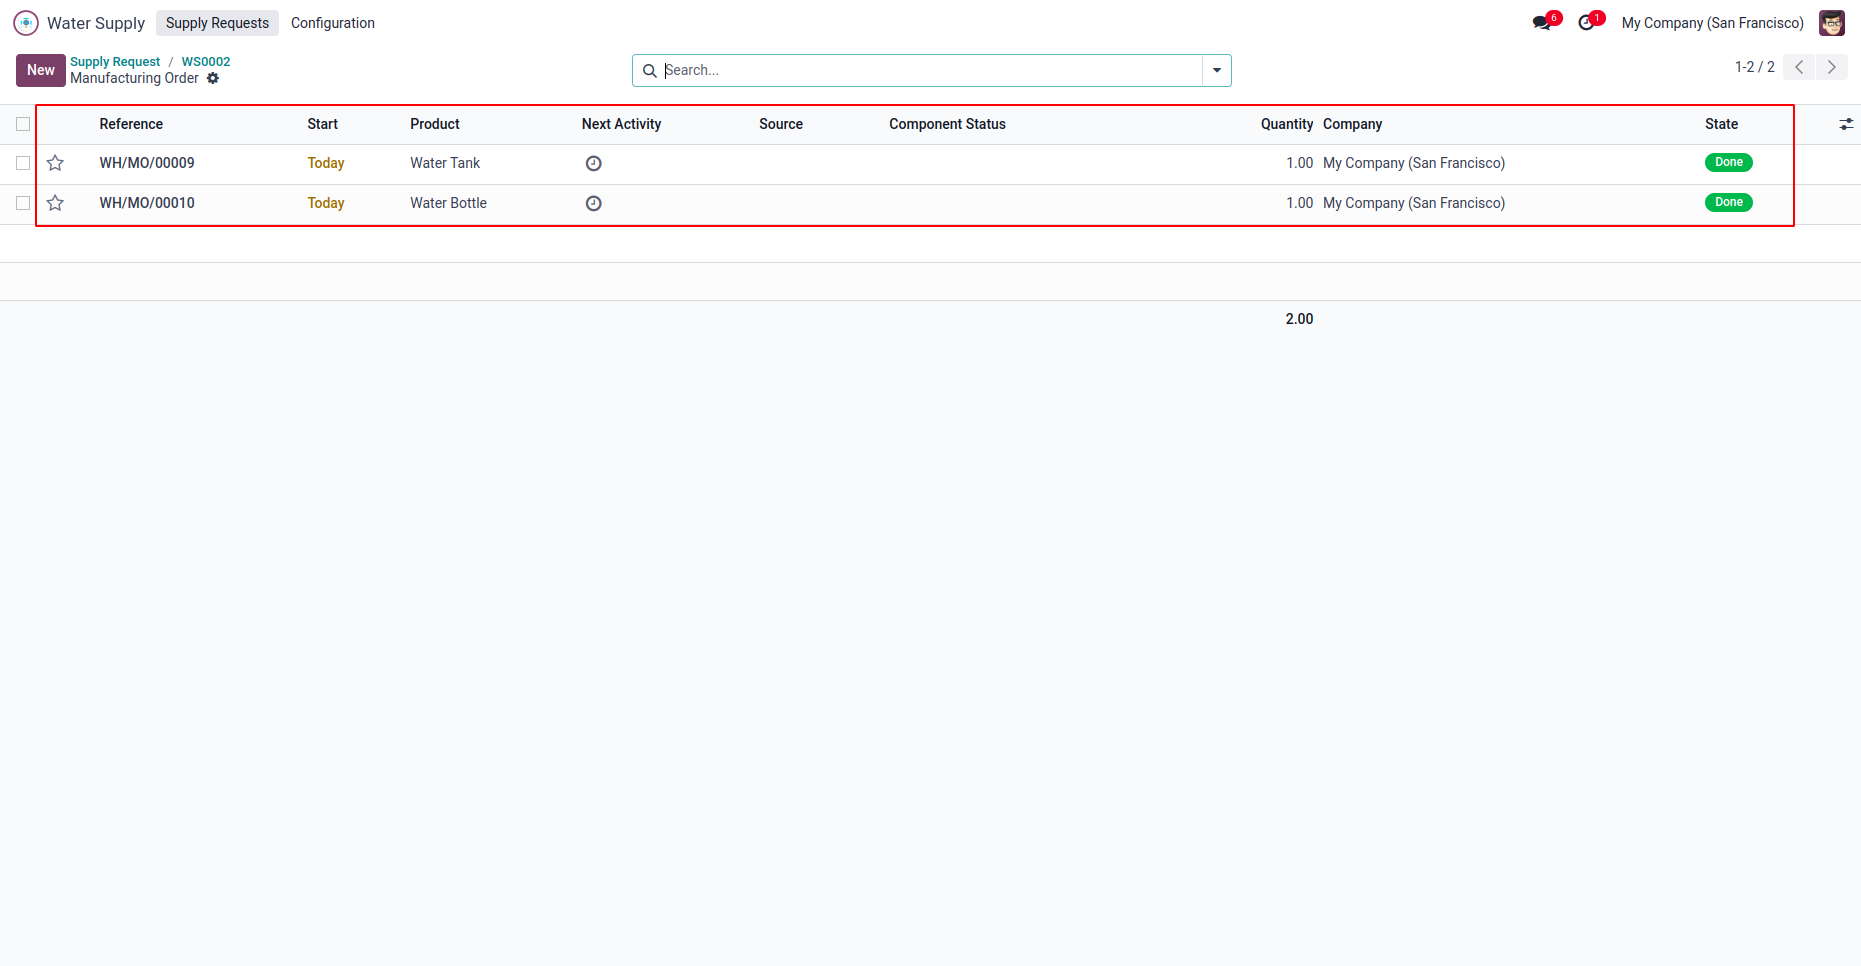 Water Supply Supply Requests Configuration 6 1 My Company (San Francisco)
New Supply Request / WS0002 Search... 1-2 / 2
Manufacturing Order
Reference Start Product Next Activity Source Component Status Quantity Company State
WH/MO/00009 Today Water Tank 1.00 My Company (San Francisco) Done
WH/MO/00010 Today Water Bottle 1.00 My Company (San Francisco) Done
2.00